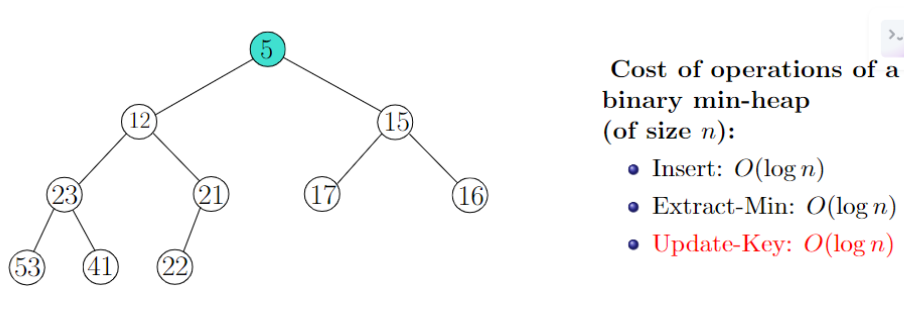 5
12
15
23
21
17
16
53
41
22
Cost of operations of a
binary min-heap
(of size n):
• Insert: O(log n)
• Extract-Min: O(log n)
• Update-Key: O(log n)